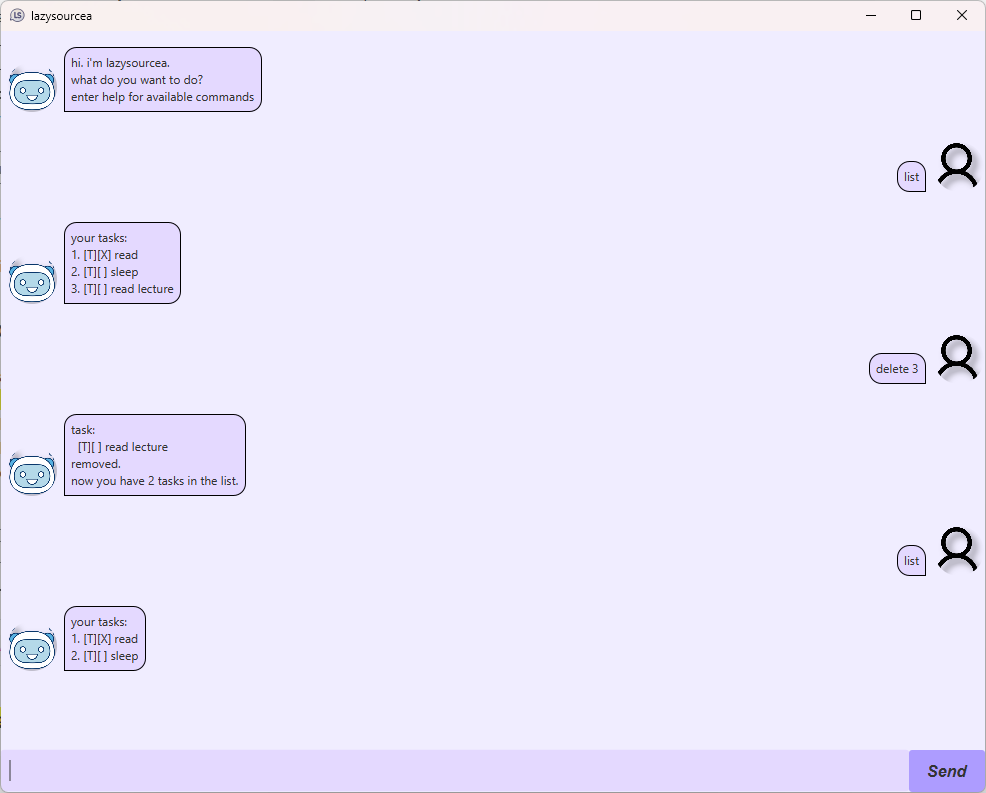 LS lazysourcea
hi. i'm lazysourcea.
what do you want to do?
enter help for available commands
list
your tasks:
1. [T][X] read
2. [T][ ] sleep
3. [T][ ] read lecture
delete 3
task:
[T][ ] read lecture
removed.
now you have 2 tasks in the list.
list
your tasks:
1. [T][X] read
2. [T][ ] sleep
Send